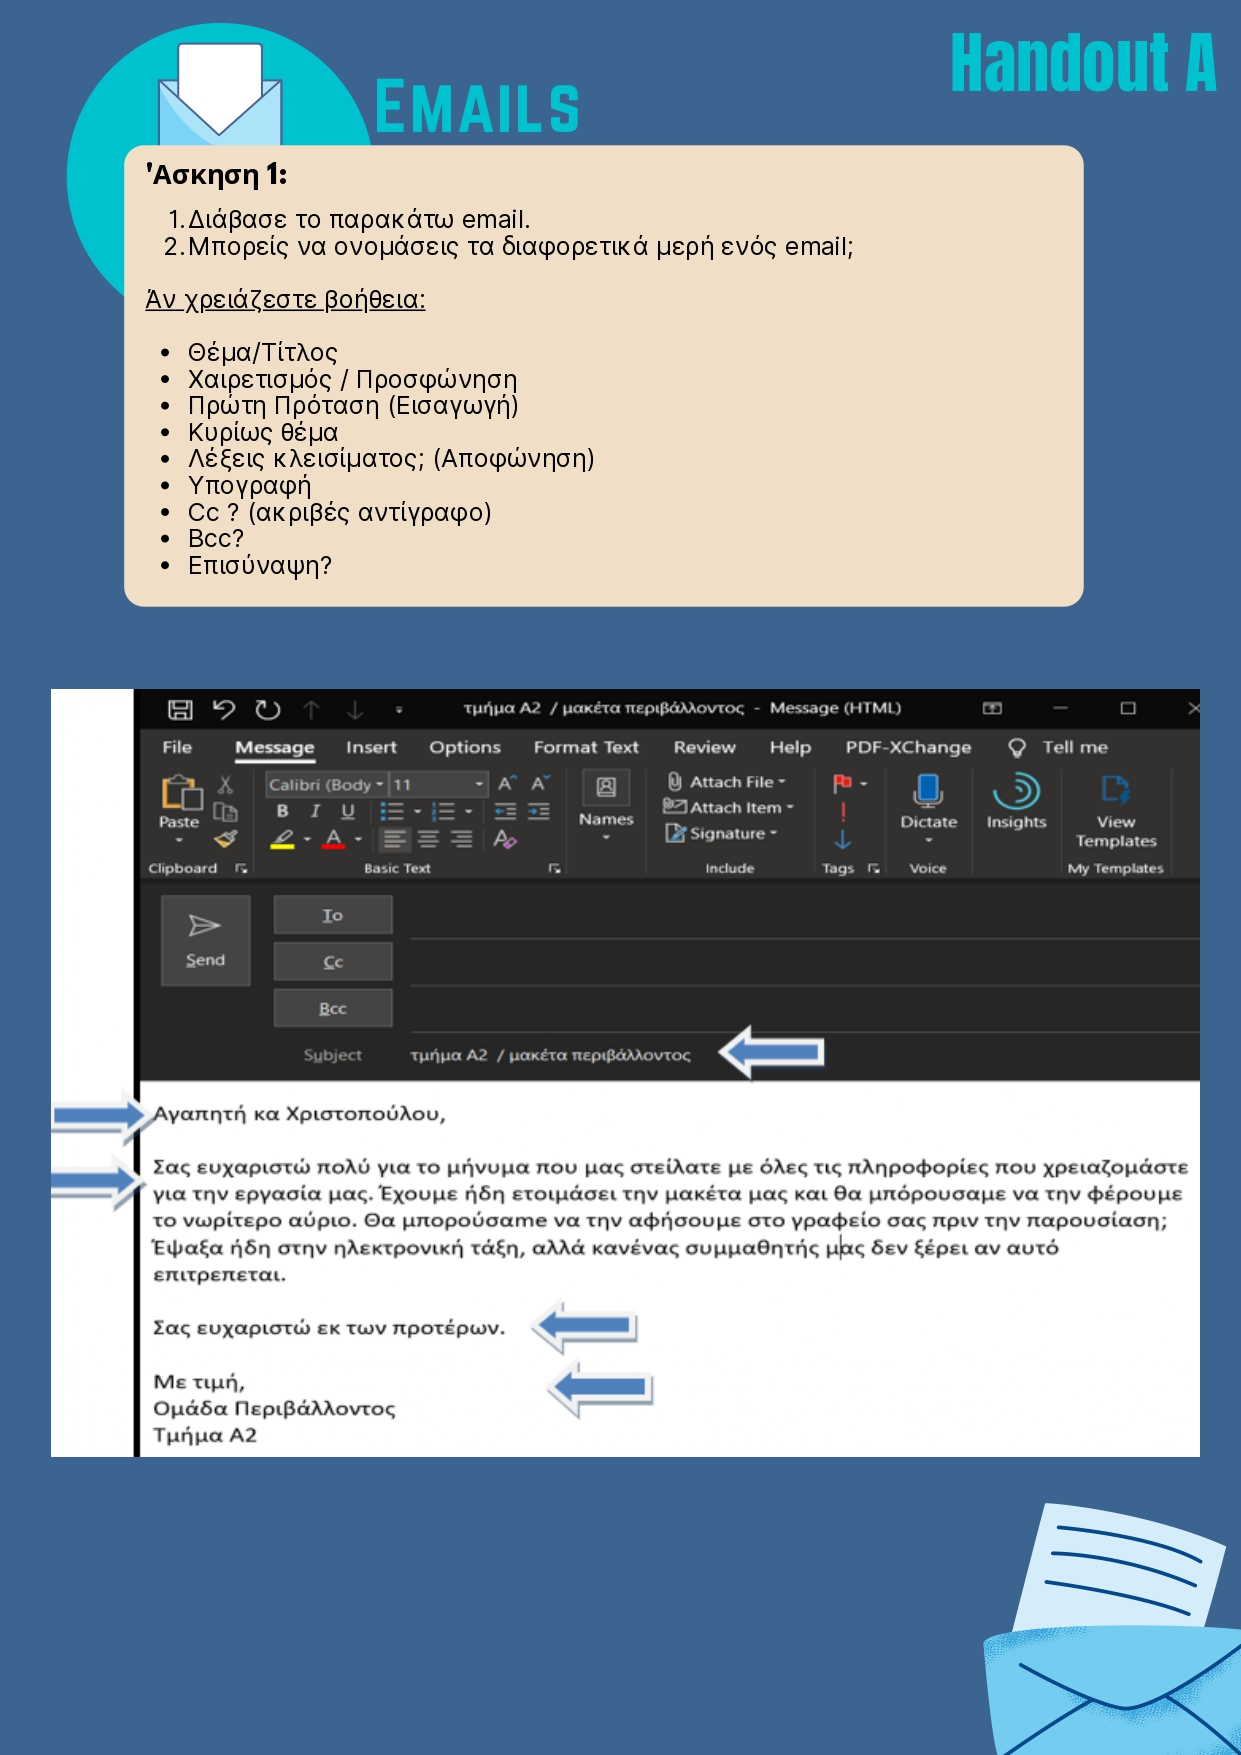 Handout A
EMAILS
'Ασκηση 1:
1. Διάβασε το παρακάτω email.
2. Μπορείς να ονομάσεις τα διαφορετικά μερή ενός email;
Άν χρειάζεστε βοήθεια:
• Θέμα/Τίτλος
• Χαιρετισμός / Προσφώνηση
• Πρώτη Πρόταση (Εισαγωγή)
• Κυρίως θέμα
• Λέξεις κλεισίματος; (Αποφώνηση)
• Υπογραφή
• Cc ? (ακριβές αντίγραφο)
• Bcc?
• Επισύναψη?
τμήμα Α2 / μακέτα περιβάλλοντος - Message (HTML)
File Message Insert Options Format Text Review Help PDF-XChange Tell me
Calibri (Body 11 Attach File
B I U Attach Item
Paste Names Signature Dictate Insights View Templates
Clipboard Basic Text Include Tags Voice My Templates
To
Send Cc
Bcc
Subject τμήμα Α2 / μακέτα περιβάλλοντος
Αγαπητή κα Χριστοπούλου,
Σας ευχαριστώ πολύ για το μήνυμα που μας στείλατε με όλες τις πληροφορίες που χρειαζομάστε
για την εργασία μας. Έχουμε ήδη ετοιμάσει την μακέτα μας και θα μπόρουσαμε να την φέρουμε
το νωρίτερο αύριο. Θα μπορούσame να την αφήσουμε στο γραφείο σας πριν την παρουσίαση;
Έψαξα ήδη στην ηλεκτρονική τάξη, αλλά κανένας συμμαθητής μας δεν ξέρει αν αυτό
επιτρεπεται.
Σας ευχαριστώ εκ των προτέρων.
Με τιμή,
Ομάδα Περιβάλλοντος
Τμήμα Α2